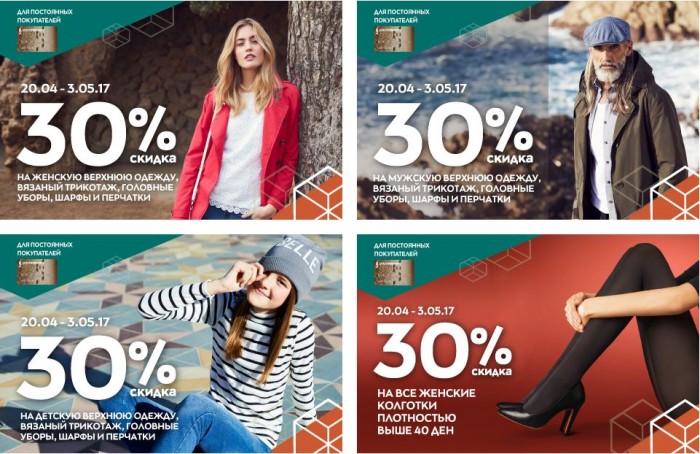 ДЛЯ ПОСТОЯННЫХ
ПОКУПАТЕЛЕЙ
20.04 - 3.05.17
30%
скидка
НА ЖЕНСКУЮ ВЕРХНЮЮ ОДЕЖДУ,
ВЯЗАНЫЙ ТРИКОТАЖ, ГОЛОВНЫЕ
УБОРЫ, ШАРФЫ И ПЕРЧАТКИ
ДЛЯ ПОСТОЯННЫХ
ПОКУПАТЕЛЕЙ
20.04 - 3.05.17
30%
скидка
НА МУЖСКУЮ ВЕРХНЮЮ ОДЕЖДУ,
ВЯЗАНЫЙ ТРИКОТАЖ, ГОЛОВНЫЕ
УБОРЫ, ШАРФЫ И ПЕРЧАТКИ
ДЛЯ ПОСТОЯННЫХ
ПОКУПАТЕЛЕЙ
ELLE
20.04 - 3.05.17
30%
скидка
НА ДЕТСКУЮ ВЕРХНЮЮ ОДЕЖДУ,
ВЯЗАНЫЙ ТРИКОТАЖ, ГОЛОВНЫЕ
УБОРЫ, ШАРФЫ И ПЕРЧАТКИ
ДЛЯ ПОСТОЯННЫХ
ПОКУПАТЕЛЕЙ
20.04 - 3.05.17
30%
скидка
НА ВСЕ ЖЕНСКИЕ
КОЛГОТКИ
ПЛОТНОСТЬЮ
ВЫШЕ 40 ДЕН